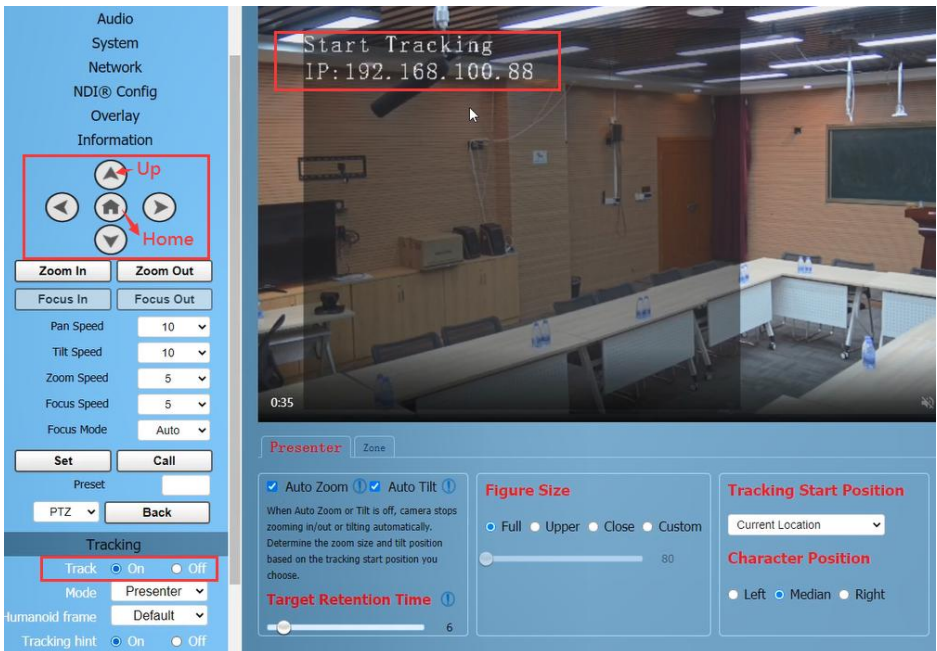 Audio
System
Network
NDI® Config
Overlay
Information
Up
Home
Zoom In Zoom Out
Focus In Focus Out
Pan Speed 10
Tilt Speed 10
Zoom Speed 5
Focus Speed 5
Focus Mode Auto
Set Call
Preset
PTZ Back
Tracking
Track On Off
Mode Presenter
Humanoid frame Default
Tracking hint On Off
Start Tracking
IP:192.168.100.88
0:35
Presenter Zone
Auto Zoom Auto Tilt
When Auto Zoom or Tilt is off, camera stops
zooming in/out or tilting automatically.
Determine the zoom size and tilt position
based on the tracking start position you
choose.
Target Retention Time
6
Figure Size
Full Upper Close Custom
80
Tracking Start Position
Current Location
Character Position
Left Median Right